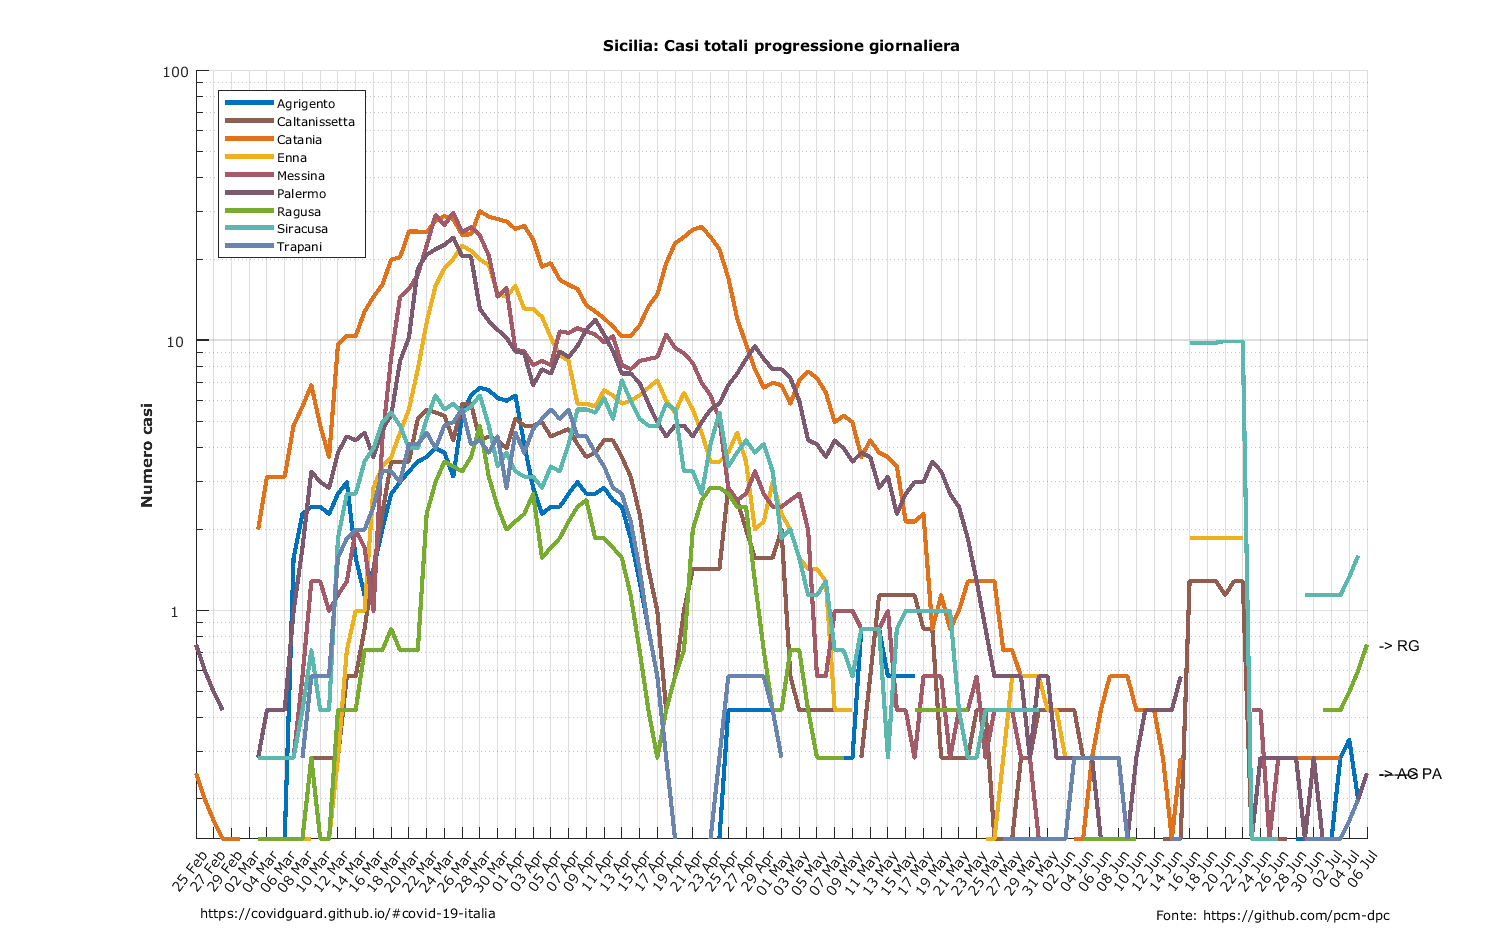 Sicilia: Casi totali progressione giornaliera
100
10
1
Numero casi
Agrigento
Caltanissetta
Catania
Enna
Messina
Palermo
Ragusa
Siracusa
Trapani
-> RG
-> AG
PA
25 Feb
27 Feb
29 Feb
02 Mar
04 Mar
06 Mar
08 Mar
10 Mar
12 Mar
14 Mar
16 Mar
18 Mar
20 Mar
22 Mar
24 Mar
26 Mar
28 Mar
30 Mar
01 Apr
03 Apr
05 Apr
07 Apr
09 Apr
11 Apr
13 Apr
15 Apr
17 Apr
19 Apr
21 Apr
23 Apr
25 Apr
27 Apr
29 Apr
01 May
03 May
05 May
07 May
09 May
11 May
13 May
15 May
17 May
19 May
21 May
23 May
25 May
27 May
29 May
31 May
02 Jun
04 Jun
06 Jun
08 Jun
10 Jun
12 Jun
14 Jun
16 Jun
18 Jun
20 Jun
22 Jun
24 Jun
26 Jun
28 Jun
30 Jun
02 Jul
04 Jul
06 Jul
https://covidguard.github.io/#covid-19-italia
Fonte: https://github.com/pcm-dpc